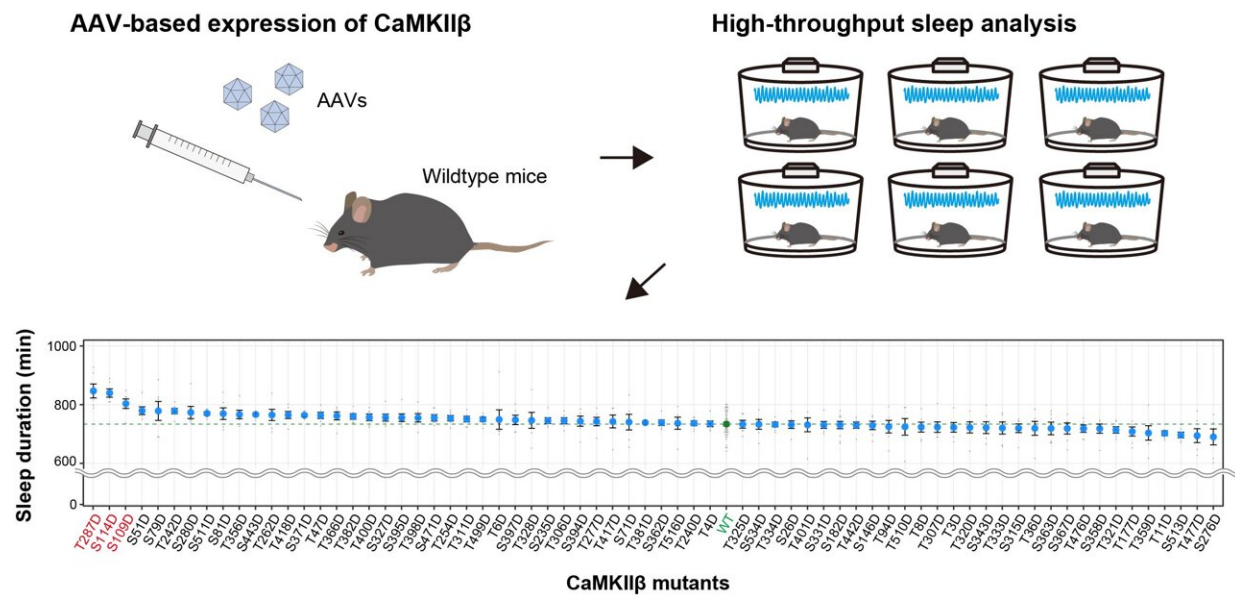 AAV-based expression of CaMKIIβ
High-throughput sleep analysis
AAVs
Wildtype mice
Sleep duration (min)
1000
800
600
0
T287D
S114D
S109D
S51D
S79D
T242D
S280D
S511D
S81D
T356D
S443D
T262D
T418D
S371D
T47D
T366D
T382D
T400D
S327D
S395D
T398D
S471D
T254D
T311D
T499D
T6D
S397D
T328D
S235D
T306D
S394D
T277D
T417D
S71D
T381D
S362D
T516D
T240D
T4D
WT
T325D
S534D
T334D
S26D
T401D
S331D
S182D
T442D
S146D
T94D
T510D
T8D
T307D
T3D
T320D
S343D
T333D
S315D
T36D
S363D
S367D
T476D
S358D
T321D
T177D
T359D
T11D
S513D
T477D
S276D
CaMKIIβ mutants